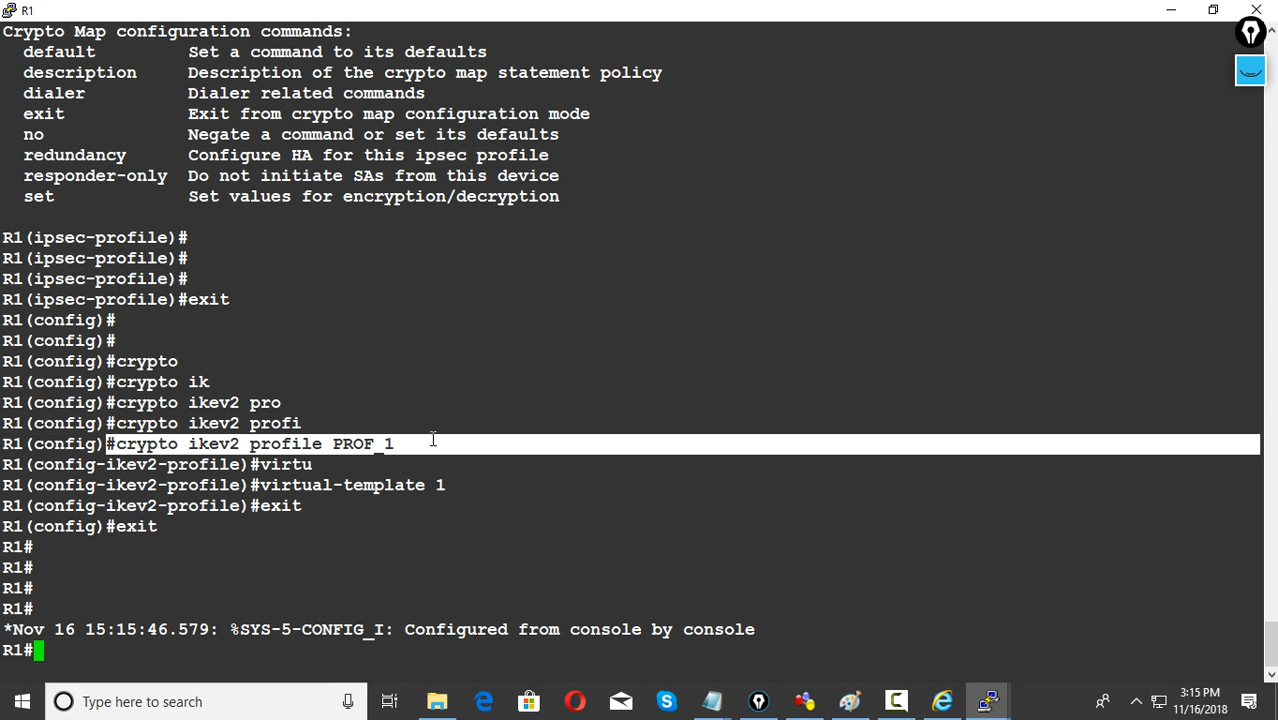 R1
Crypto Map configuration commands:
default Set a command to its defaults
description Description of the crypto map statement policy
dialer Dialer related commands
exit Exit from crypto map configuration mode
no Negate a command or set its defaults
redundancy Configure HA for this ipsec profile
responder-only Do not initiate SAs from this device
set Set values for encryption/decryption
R1(ipsec-profile)#
R1(ipsec-profile)#
R1(ipsec-profile)#
R1(ipsec-profile)#exit
R1(config)#
R1(config)#
R1(config)#crypto
R1(config)#crypto ik
R1(config)#crypto ikev2 pro
R1(config)#crypto ikev2 profi
R1(config)#crypto ikev2 profile PROF_1
R1(config-ikev2-profile)#virtu
R1(config-ikev2-profile)#virtual-template 1
R1(config-ikev2-profile)#exit
R1(config)#exit
R1#
R1#
R1#
R1#
*Nov 16 15:15:46.579: %SYS-5-CONFIG_I: Configured from console by console
R1#
Type here to search
3:15 PM
11/16/2018